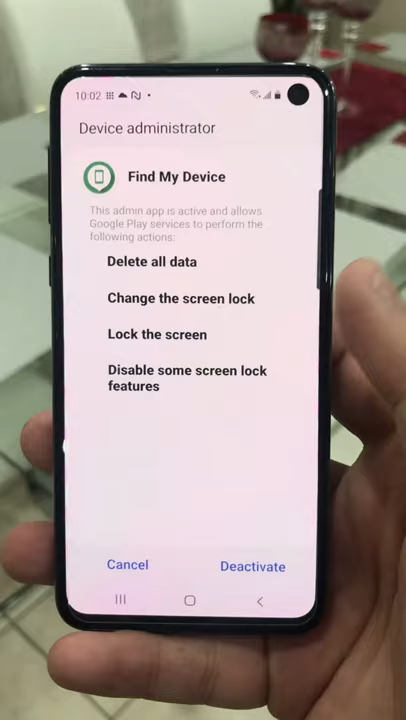 10:02
Device administrator
Find My Device
This admin app is active and allows
Google Play services to perform the
following actions:
Delete all data
Change the screen lock
Lock the screen
Disable some screen lock
features
Cancel
Deactivate